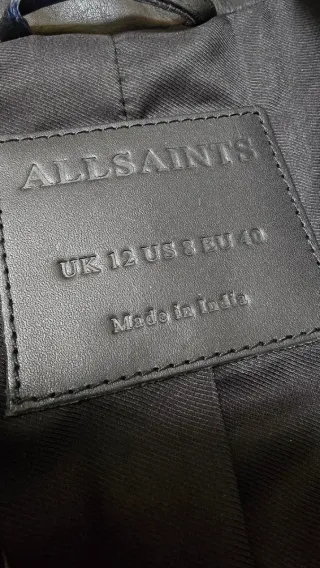 ALLSAINTS
UK 12 US 8 EU 40
Made in India